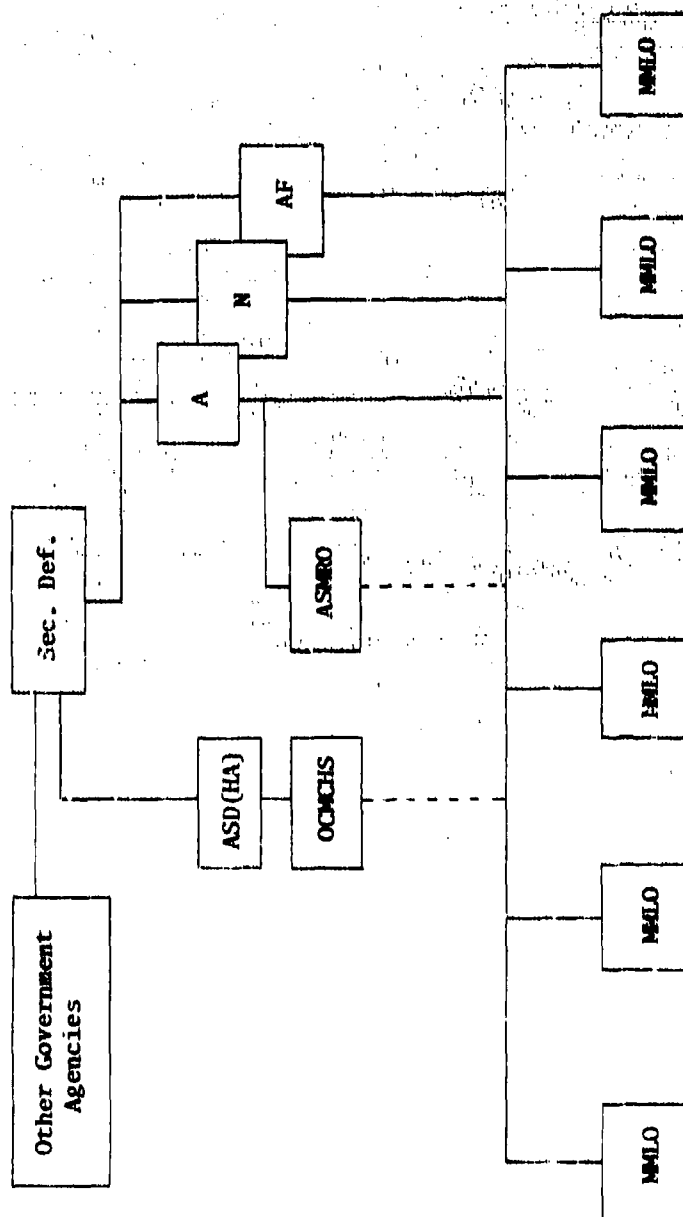 Other Government
Agencies
Sec. Def.
ASD(HA)
OCMCHS
ASMRO
A
N
AF
MMLO
MMLO
MMLO
MMLO
MMLO
MMLO